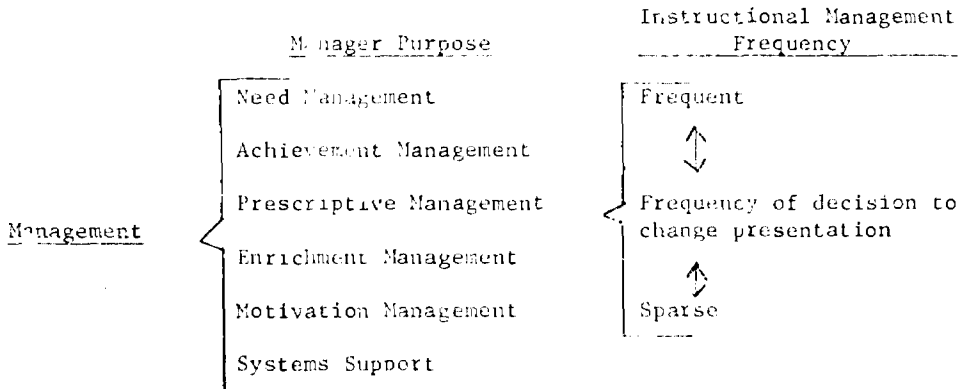 Instructional Management
Manager Purpose Frequency
Need Management Frequent
Achievement Management
Prescriptive Management Frequency of decision to
Management change presentation
Enrichment Management
Motivation Management Sparse
Systems Support